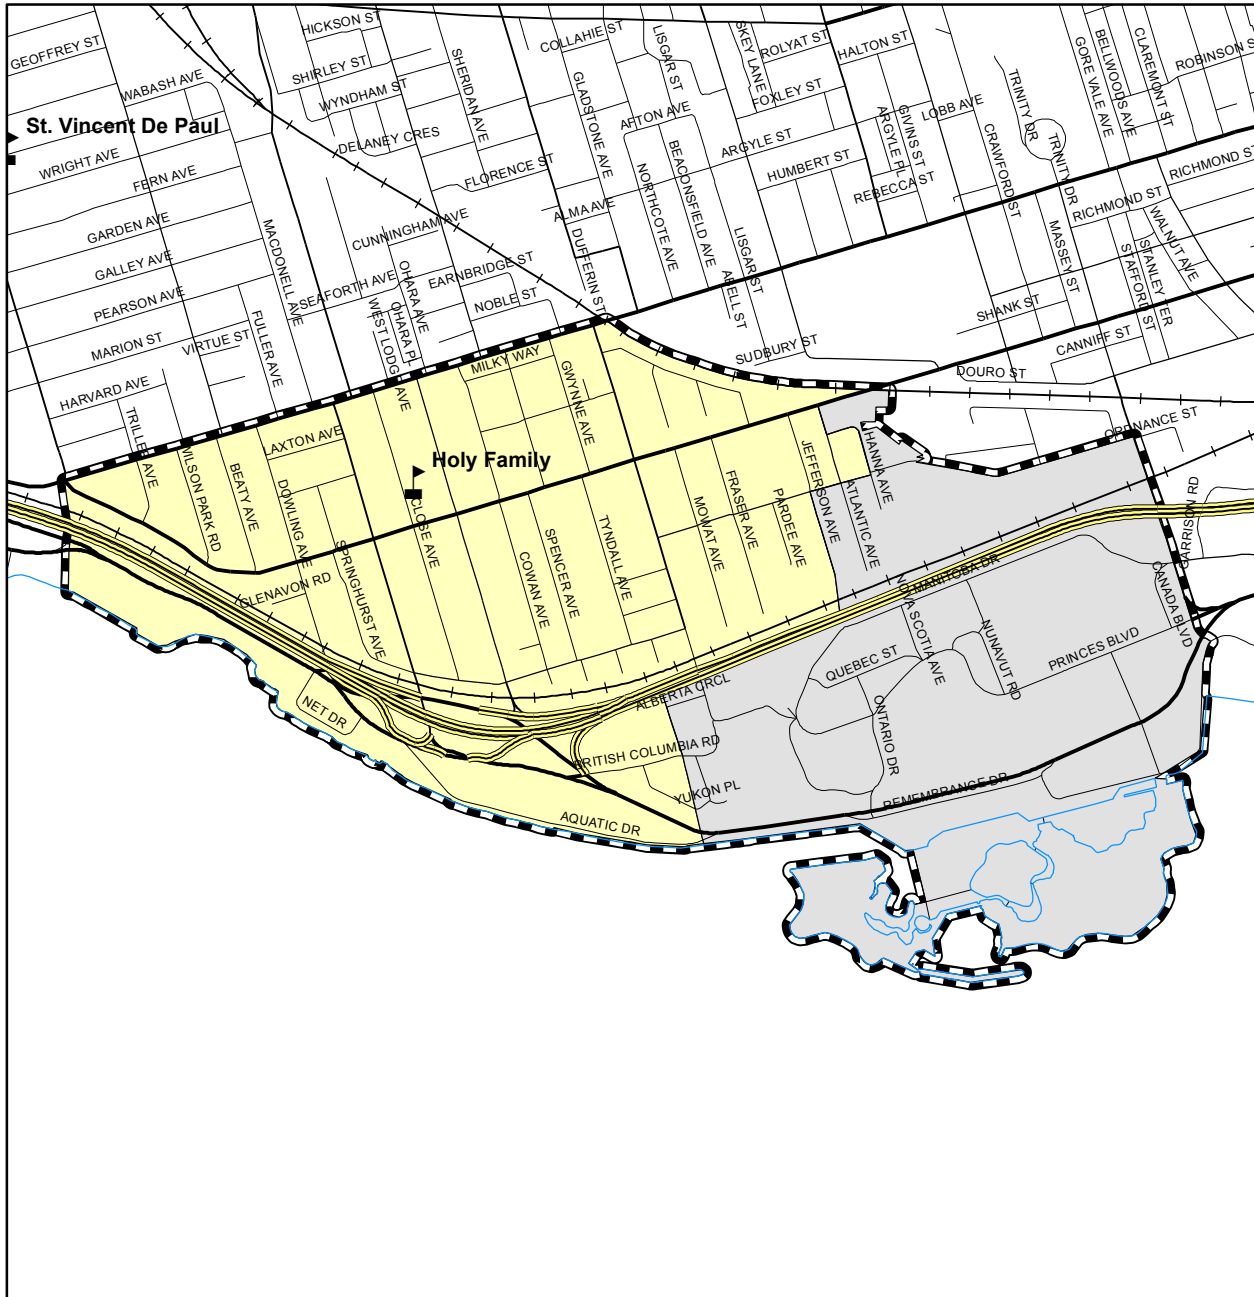 GEOFFREY ST
HICKSON ST
COLLAHIE ST
LISGAR ST
SKEY LANE
ROLYAT ST
HALTON ST
GORE VALE AVE
BELLWOODS AVE
CLAREMONT ST
ROBINSON S
WABASH AVE
SHIRLEY ST
WYNDHAM ST
SHERIDAN AVE
GLADSTONE AVE
AFTON AVE
FOXLEY ST
LOBB AVE
TRINITY DR
St. Vincent De Paul
DELANEY CRES
ARGYLE ST
ARGYLE PL
GIVINS ST
WRIGHT AVE
FERN AVE
FLORENCE ST
NORTHCOTE AVE
BEACONSFIELD AVE
HUMBERT ST
REBECCA ST
CRAWFORD ST
TRINITY DR
RICHMOND ST
RICHMOND ST
GARDEN AVE
MACDONELL AVE
CUNNINGHAM AVE
ALMA AVE
DUFFERIN ST
LISGAR ST
MASSEY ST
STAFFORD ST
STANLEY TER
WALNUT AVE
GALLEY AVE
SEAFORTH AVE
OHARA AVE
EARNBRIDGE ST
ABELL ST
PEARSON AVE
FULLER AVE
WEST LODGE AVE
OHARA PL
NOBLE ST
SHANK ST
MARION ST
VIRTUE ST
MILKY WAY
SUDBURY ST
CANNIFF ST
HARVARD AVE
GWYNNE AVE
DOURO ST
TRILLER AVE
WILSON PARK RD
BEATY AVE
LAXTON AVE
Holy Family
JEFFERSON AVE
HANNA AVE
ORDNANCE ST
DOWLING AVE
SPRINGHURST AVE
CLOSE AVE
COWAN AVE
SPENCER AVE
TYNDALL AVE
MOWAT AVE
FRASER AVE
PARDEE AVE
ATLANTIC AVE
GARRISON RD
GLENAVON RD
MANITOBA DR
NOVA SCOTIA AVE
NUNAVUT RD
PRINCES BLVD
CANADA BLVD
QUEBEC ST
NET DR
ALBERTA CRCL
ONTARIO DR
BRITISH COLUMBIA RD
YUKON PL
REMEMBRANCE DR
AQUATIC DR